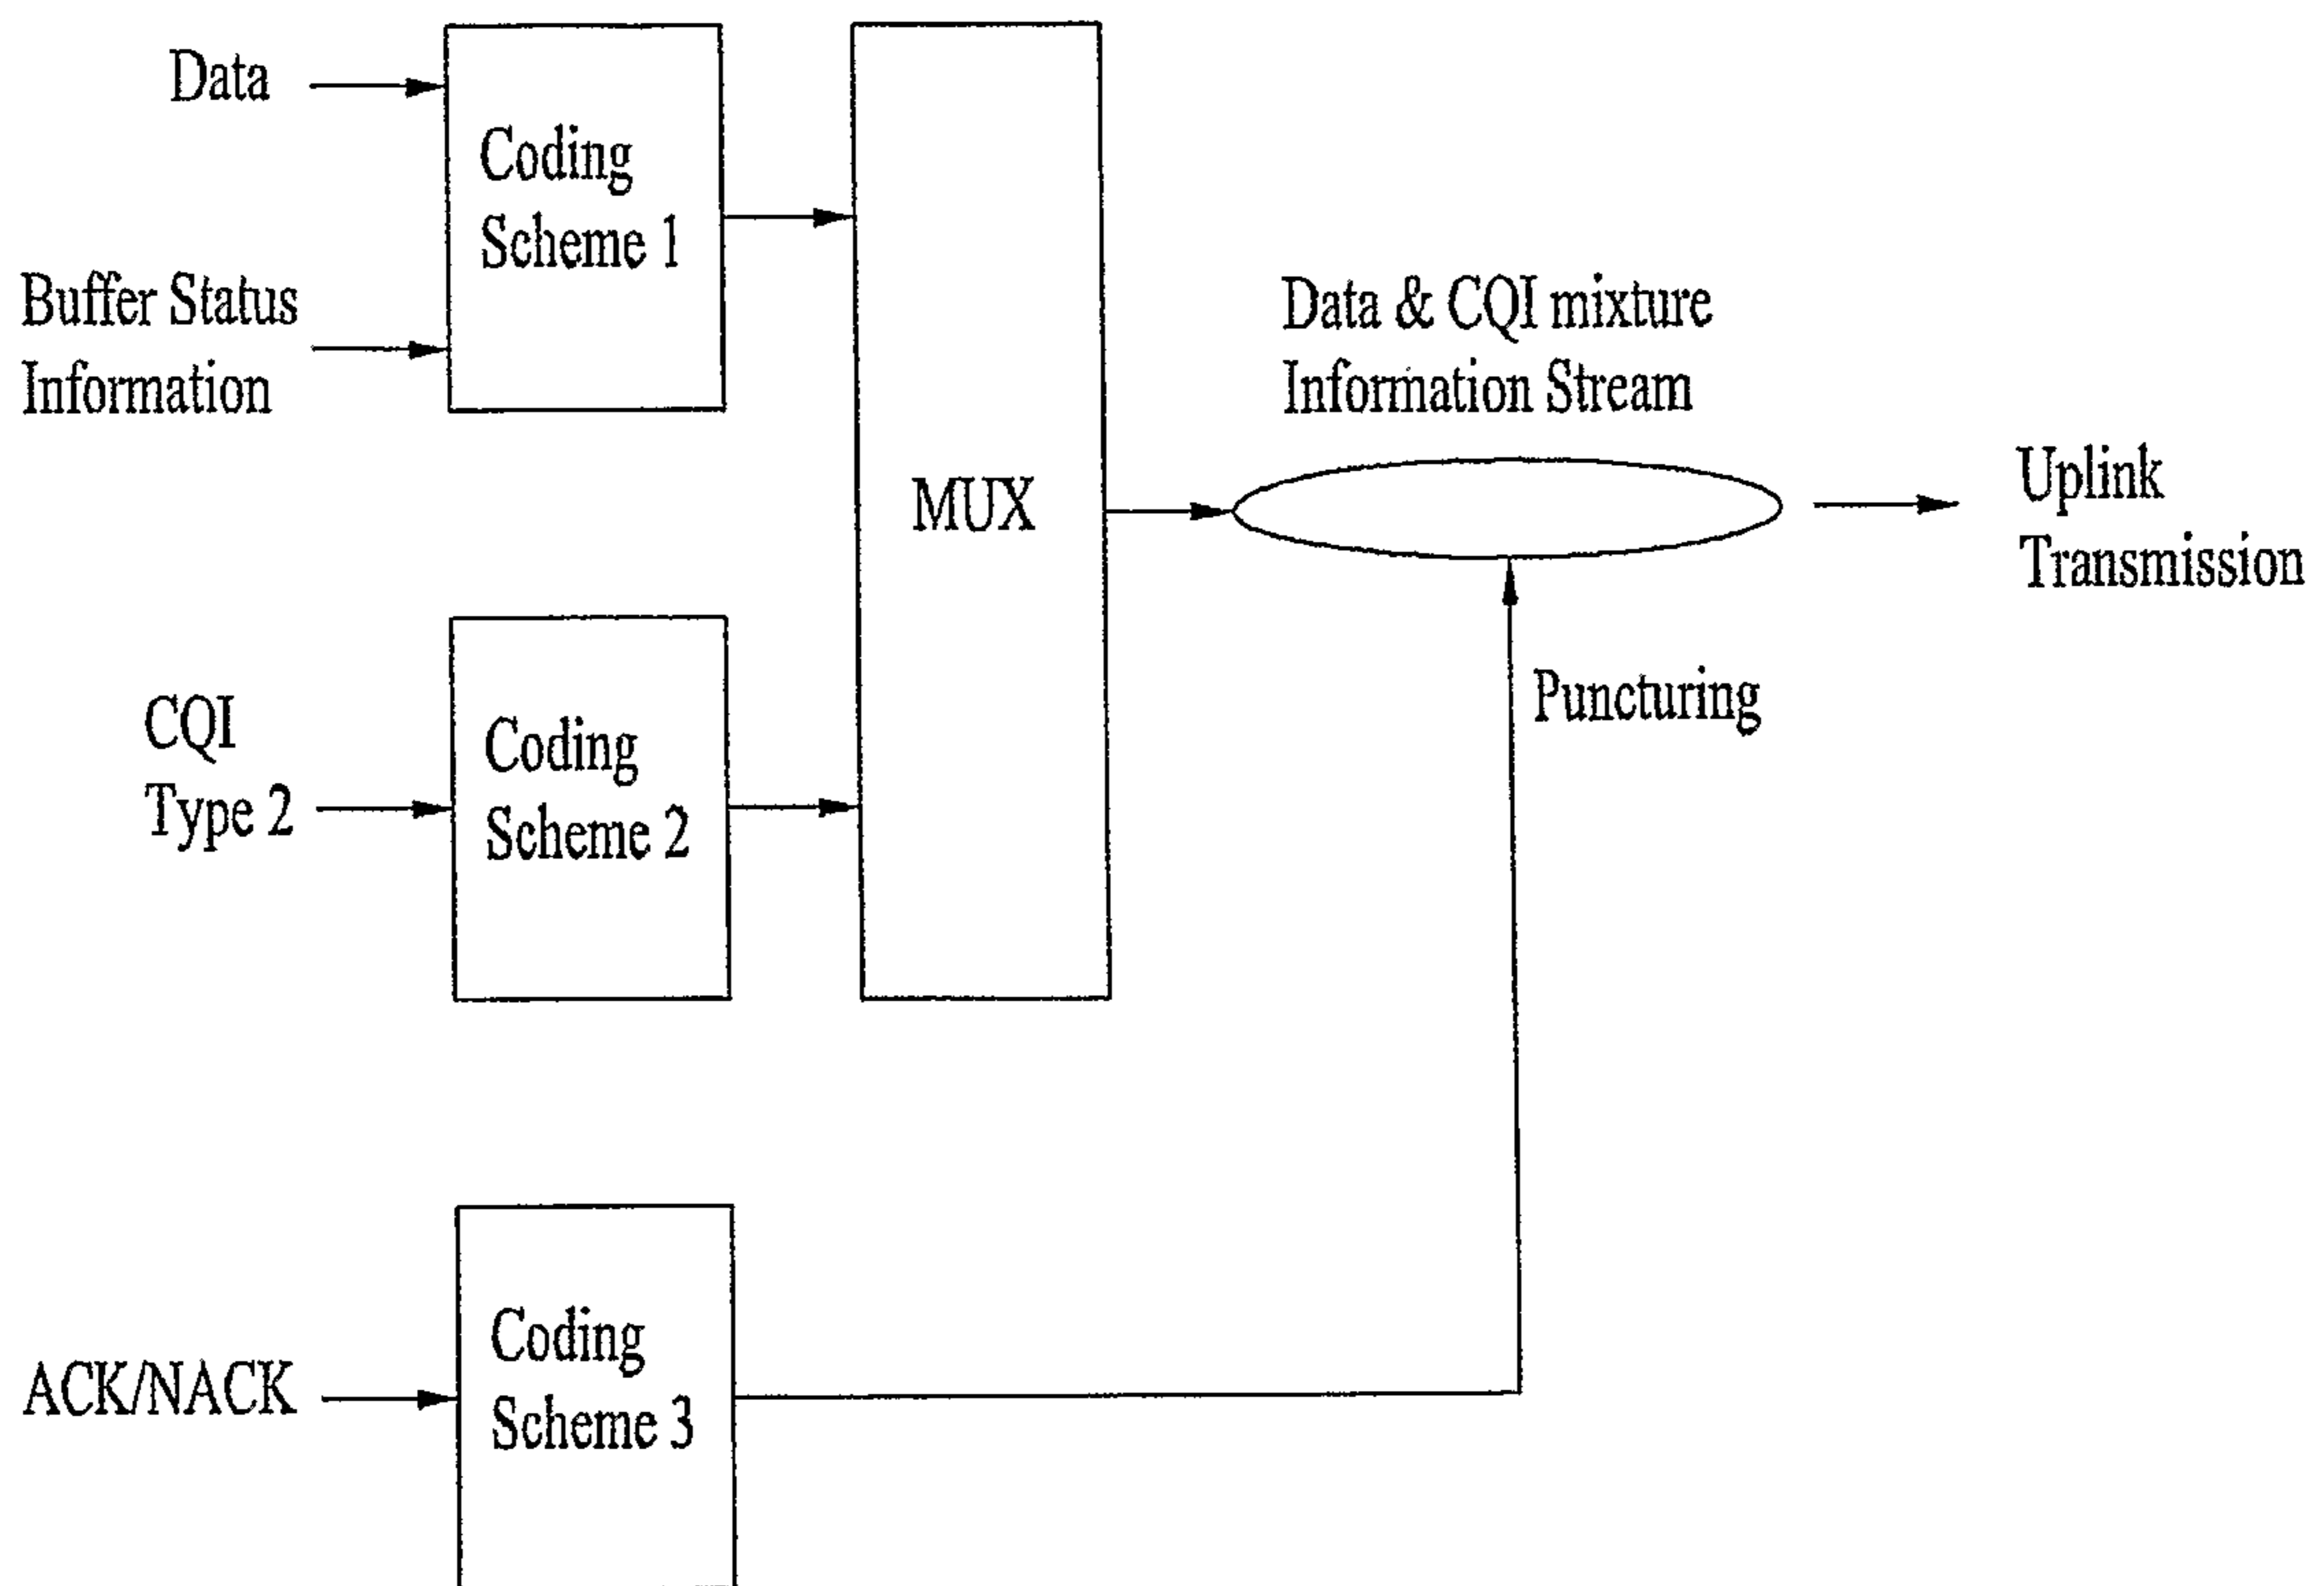 Data
Coding
Scheme 1
Buffer Status
Information
MUX
Data & CQI mixture
Information Stream
Uplink
Transmission
Puncturing
CQI
Type 2
Coding
Scheme 2
ACK/NACK
Coding
Scheme 3